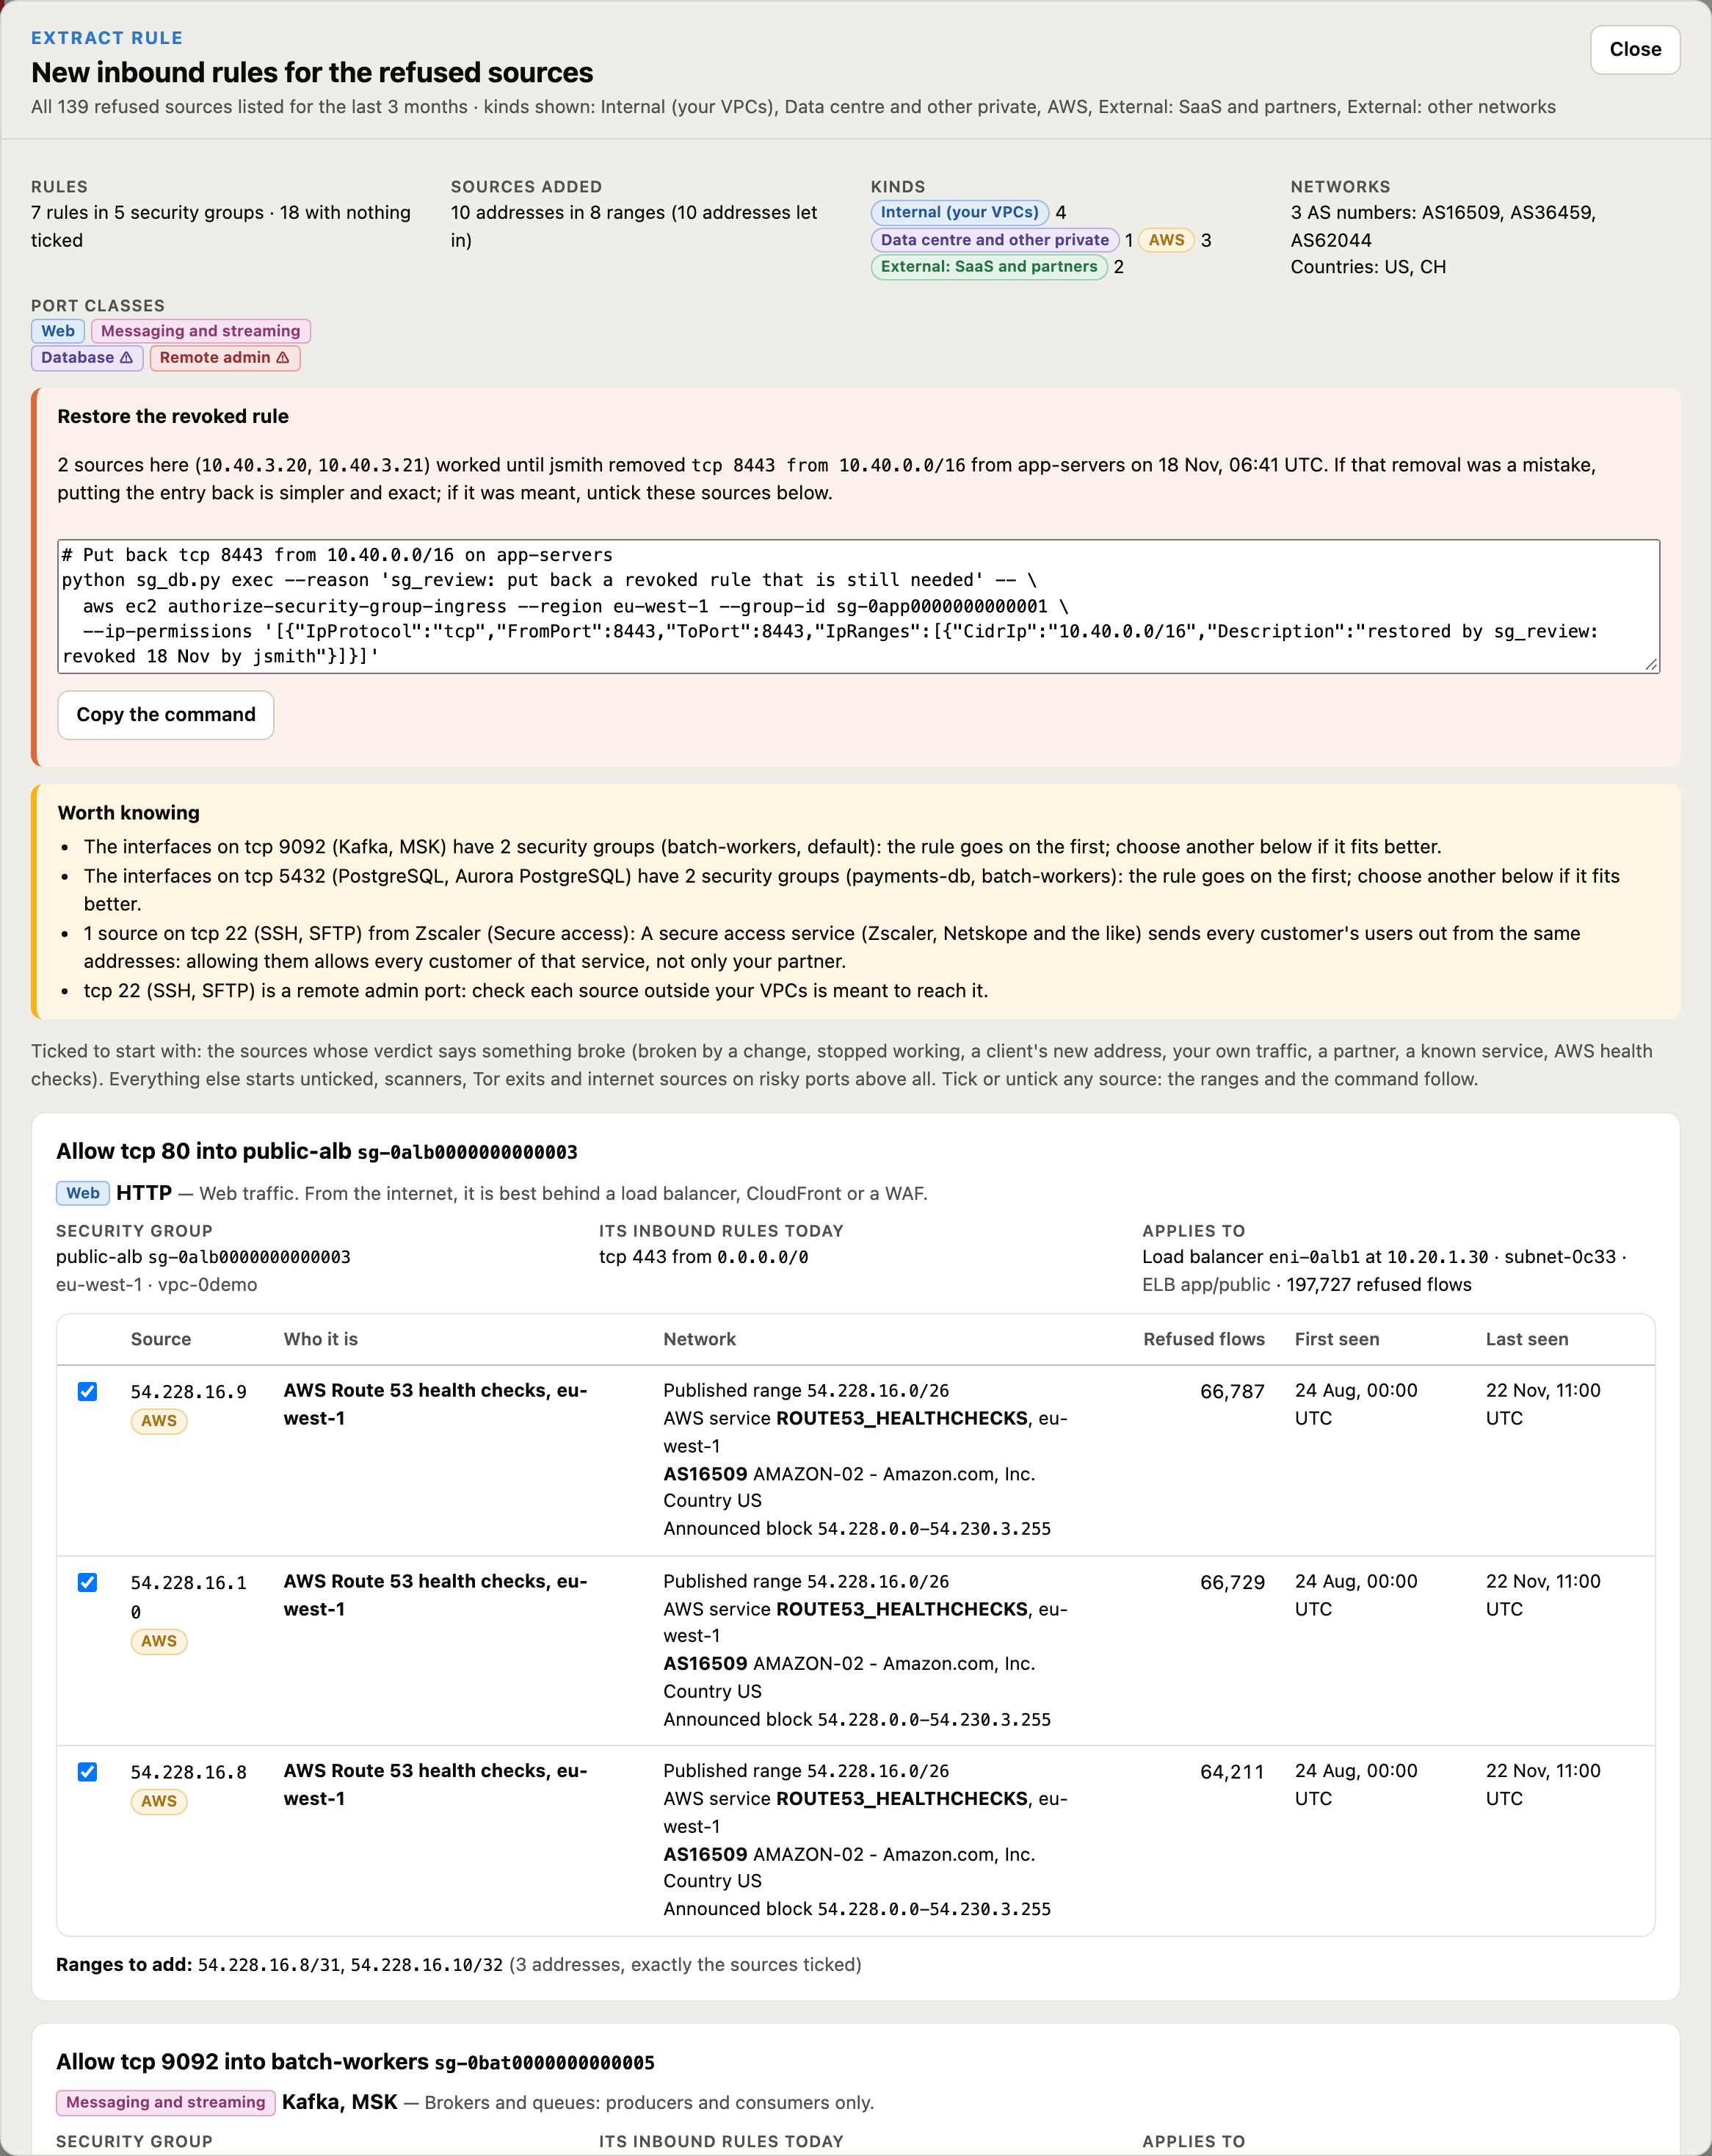 EXTRACT RULE
New inbound rules for the refused sources
All 139 refused sources listed for the last 3 months · kinds shown: Internal (your VPCs), Data centre and other private, AWS, External: SaaS and partners, External: other networks
Close
RULES
7 rules in 5 security groups · 18 with nothing
ticked
SOURCES ADDED
10 addresses in 8 ranges (10 addresses let
in)
KINDS
Internal (your VPCs) 4
Data centre and other private 1 AWS 3
External: SaaS and partners 2
NETWORKS
3 AS numbers: AS16509, AS36459,
AS62044
Countries: US, CH
PORT CLASSES
Web Messaging and streaming
Database ⚠ Remote admin ⚠
Restore the revoked rule
2 sources here (10.40.3.20, 10.40.3.21) worked until jsmith removed tcp 8443 from 10.40.0.0/16 from app-servers on 18 Nov, 06:41 UTC. If that removal was a mistake,
putting the entry back is simpler and exact; if it was meant, untick these sources below.
# Put back tcp 8443 from 10.40.0.0/16 on app-servers
python sg_db.py exec --reason 'sg_review: put back a revoked rule that is still needed' -- \
  aws ec2 authorize-security-group-ingress --region eu-west-1 --group-id sg-0app0000000000001 \
  --ip-permissions '[{"IpProtocol":"tcp","FromPort":8443,"ToPort":8443,"IpRanges":[{"CidrIp":"10.40.0.0/16","Description":"restored by sg_review:
revoked 18 Nov by jsmith"}]}]'
Copy the command
Worth knowing
• The interfaces on tcp 9092 (Kafka, MSK) have 2 security groups (batch-workers, default): the rule goes on the first; choose another below if it fits better.
• The interfaces on tcp 5432 (PostgreSQL, Aurora PostgreSQL) have 2 security groups (payments-db, batch-workers): the rule goes on the first; choose another below if it fits
better.
• 1 source on tcp 22 (SSH, SFTP) from Zscaler (Secure access): A secure access service (Zscaler, Netskope and the like) sends every customer's users out from the same
addresses: allowing them allows every customer of that service, not only your partner.
• tcp 22 (SSH, SFTP) is a remote admin port: check each source outside your VPCs is meant to reach it.
Ticked to start with: the sources whose verdict says something broke (broken by a change, stopped working, a client's new address, your own traffic, a partner, a known service, AWS health
checks). Everything else starts unticked, scanners, Tor exits and internet sources on risky ports above all. Tick or untick any source: the ranges and the command follow.
Allow tcp 80 into public-alb sg-0alb0000000000003
Web HTTP — Web traffic. From the internet, it is best behind a load balancer, CloudFront or a WAF.
SECURITY GROUP
public-alb sg-0alb0000000000003
eu-west-1 · vpc-0demo
ITS INBOUND RULES TODAY
tcp 443 from 0.0.0.0/0
APPLIES TO
Load balancer eni-0alb1 at 10.20.1.30 · subnet-0c33 ·
ELB app/public · 197,727 refused flows
Source Who it is Network Refused flows First seen Last seen
54.228.16.9
AWS
AWS Route 53 health checks, eu-
west-1
Published range 54.228.16.0/26
AWS service ROUTE53_HEALTHCHECKS, eu-
west-1
AS16509 AMAZON-02 - Amazon.com, Inc.
Country US
Announced block 54.228.0.0–54.230.3.255
66,787
24 Aug, 00:00
UTC
22 Nov, 11:00
UTC
54.228.16.1
0
AWS
AWS Route 53 health checks, eu-
west-1
Published range 54.228.16.0/26
AWS service ROUTE53_HEALTHCHECKS, eu-
west-1
AS16509 AMAZON-02 - Amazon.com, Inc.
Country US
Announced block 54.228.0.0–54.230.3.255
66,729
24 Aug, 00:00
UTC
22 Nov, 11:00
UTC
54.228.16.8
AWS
AWS Route 53 health checks, eu-
west-1
Published range 54.228.16.0/26
AWS service ROUTE53_HEALTHCHECKS, eu-
west-1
AS16509 AMAZON-02 - Amazon.com, Inc.
Country US
Announced block 54.228.0.0–54.230.3.255
64,211
24 Aug, 00:00
UTC
22 Nov, 11:00
UTC
Ranges to add: 54.228.16.8/31, 54.228.16.10/32 (3 addresses, exactly the sources ticked)
Allow tcp 9092 into batch-workers sg-0bat0000000000005
Messaging and streaming Kafka, MSK — Brokers and queues: producers and consumers only.
SECURITY GROUP ITS INBOUND RULES TODAY APPLIES TO